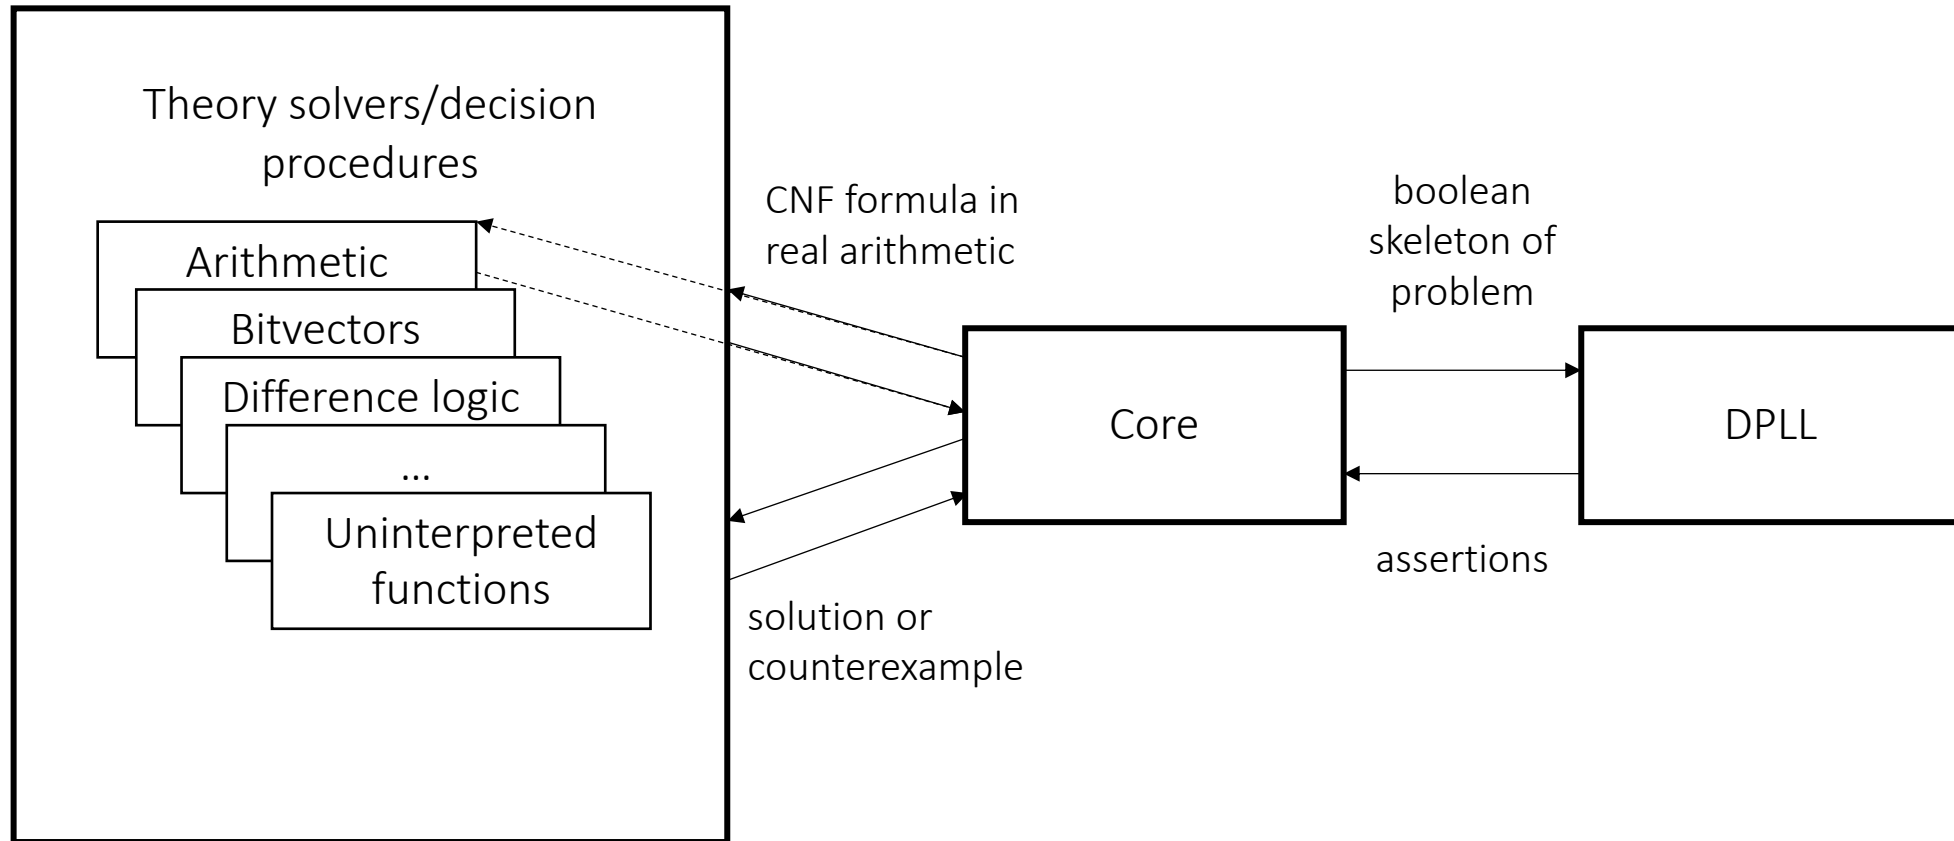 Theory solvers/decision
procedures
Arithmetic
Bitvectors
Difference logic
...
Uninterpreted
functions
CNF formula in
real arithmetic
solution or
counterexample
Core
boolean
skeleton of
problem
assertions
DPLL